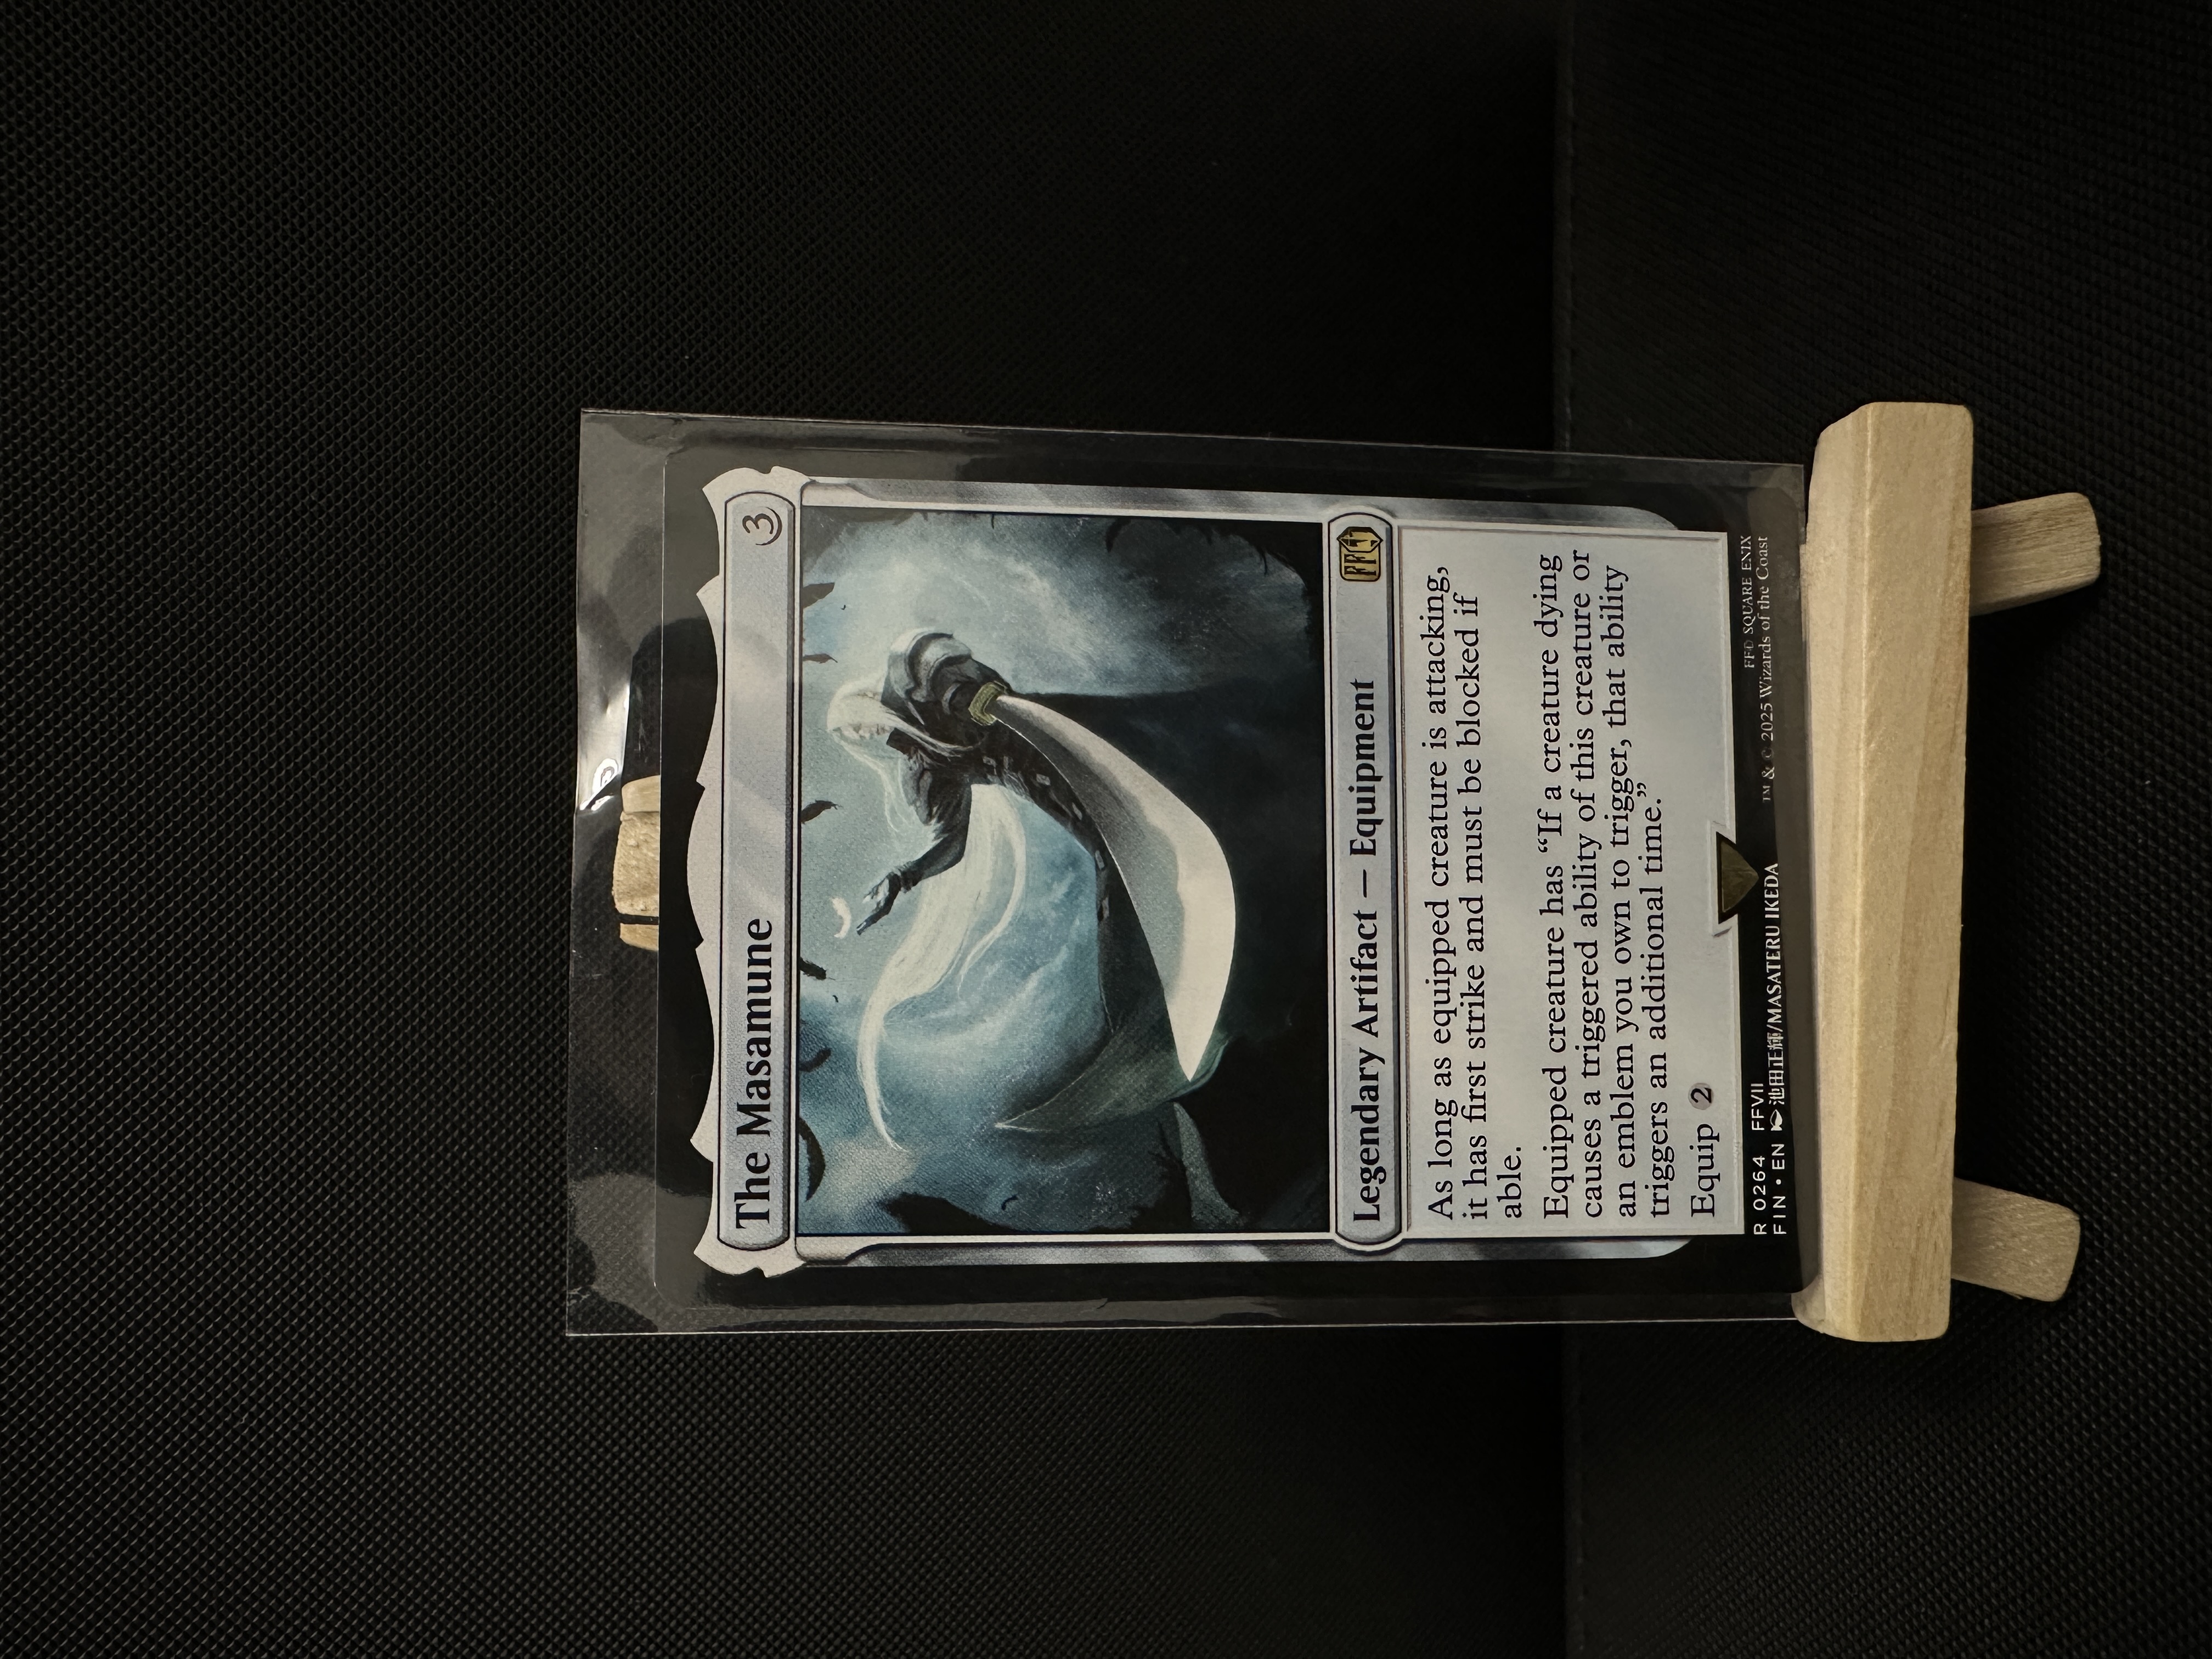 The Masamune 3
Legendary Artifact — Equipment FF
As long as equipped creature is attacking,
it has first strike and must be blocked if
able.
Equipped creature has “If a creature dying
causes a triggered ability of this creature or
an emblem you own to trigger, that ability
triggers an additional time.”
Equip 2
R 0264 FFVII
FIN • EN 池田正輝/MASATERU IKEDA
SQUARE ENIX
™ & © 2025 Wizards of the Coast